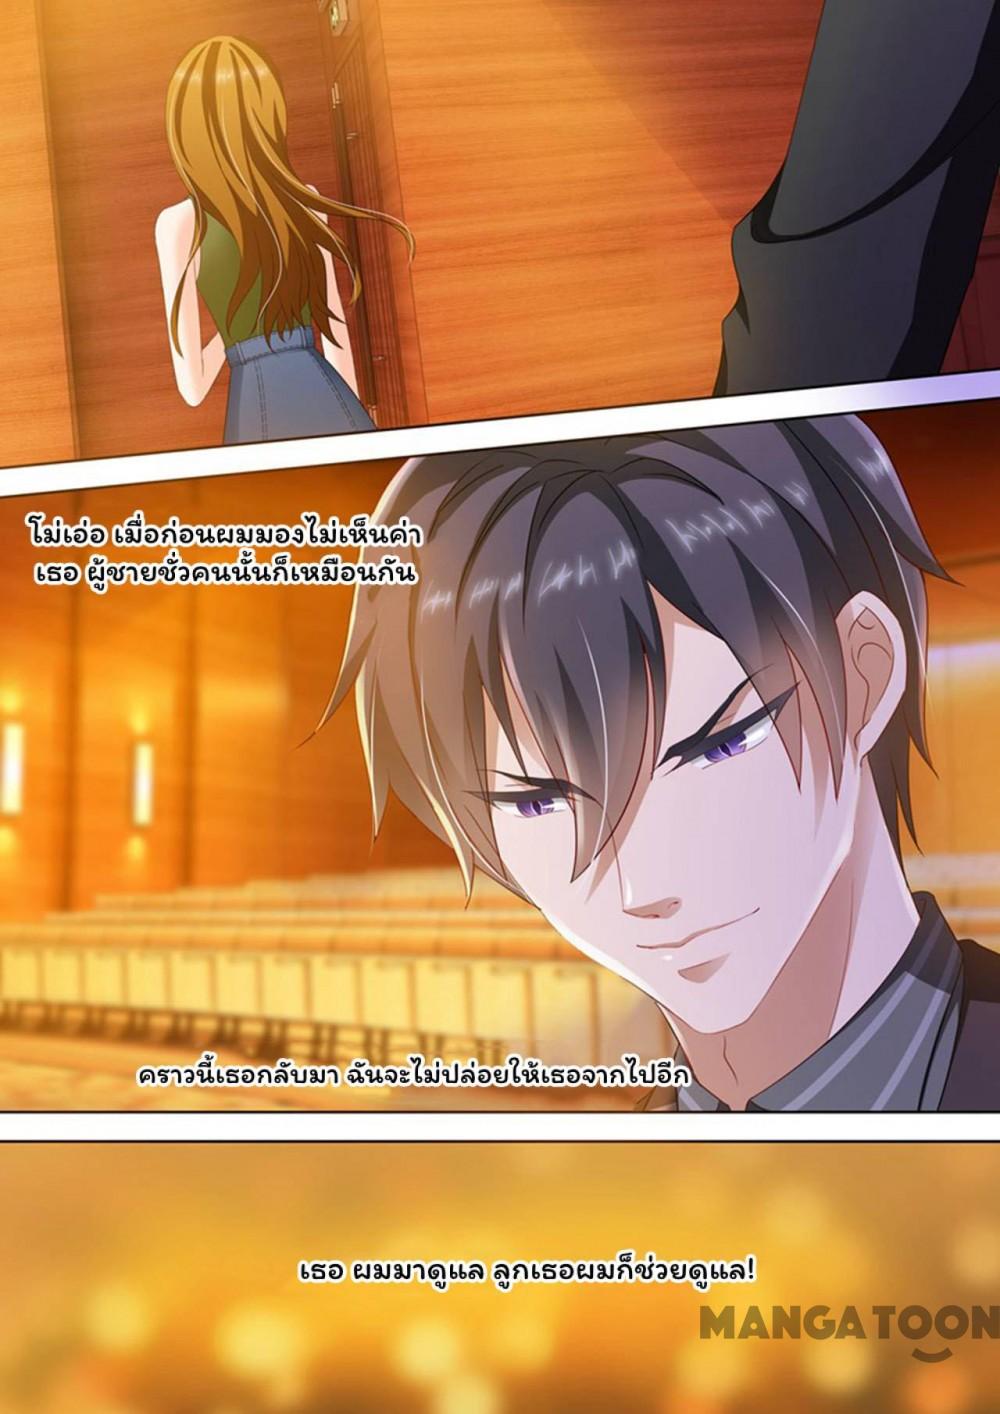 โม่เอ๋อ เมื่อก่อนผมมองไม่เห็นค่า
เธอ ผู้ชายชั่วคนนั้นก็เหมือนกัน
คราวนี้เธอกลับมา ฉันจะไม่ปล่อยให้เธอจากไปอีก
เธอ ผมมาดูแล ลูกเธอผมก็ช่วยดูแล!
MANGATOON